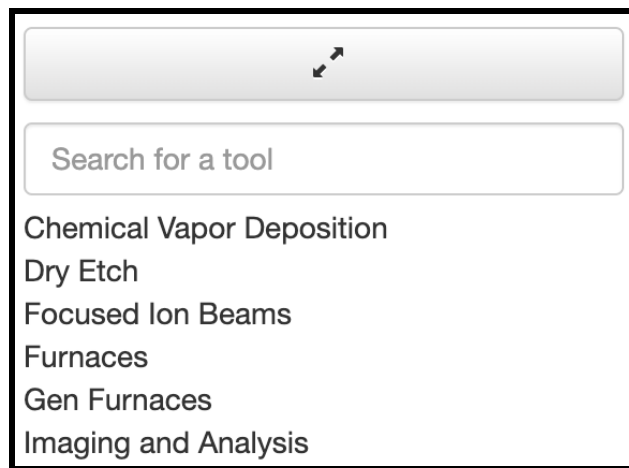 Search for a tool
Chemical Vapor Deposition
Dry Etch
Focused Ion Beams
Furnaces
Gen Furnaces
Imaging and Analysis